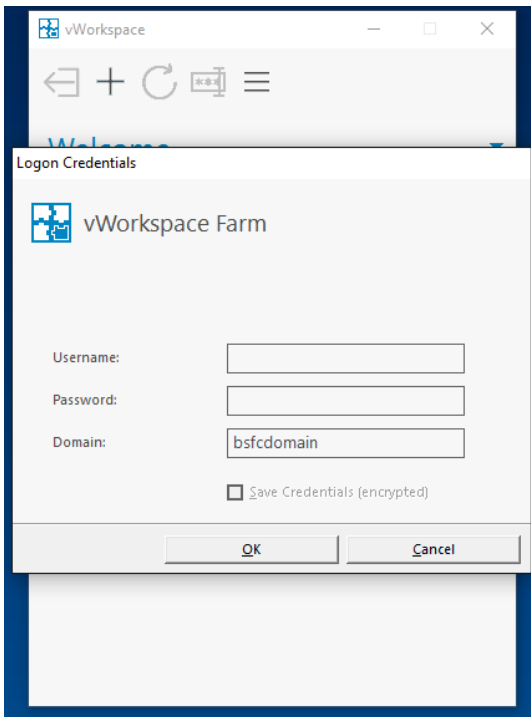 vWorkspace
Welcome
Logon Credentials
vWorkspace Farm
Username:
Password:
Domain:
bsfcdomain
Save Credentials (encrypted)
OK
Cancel